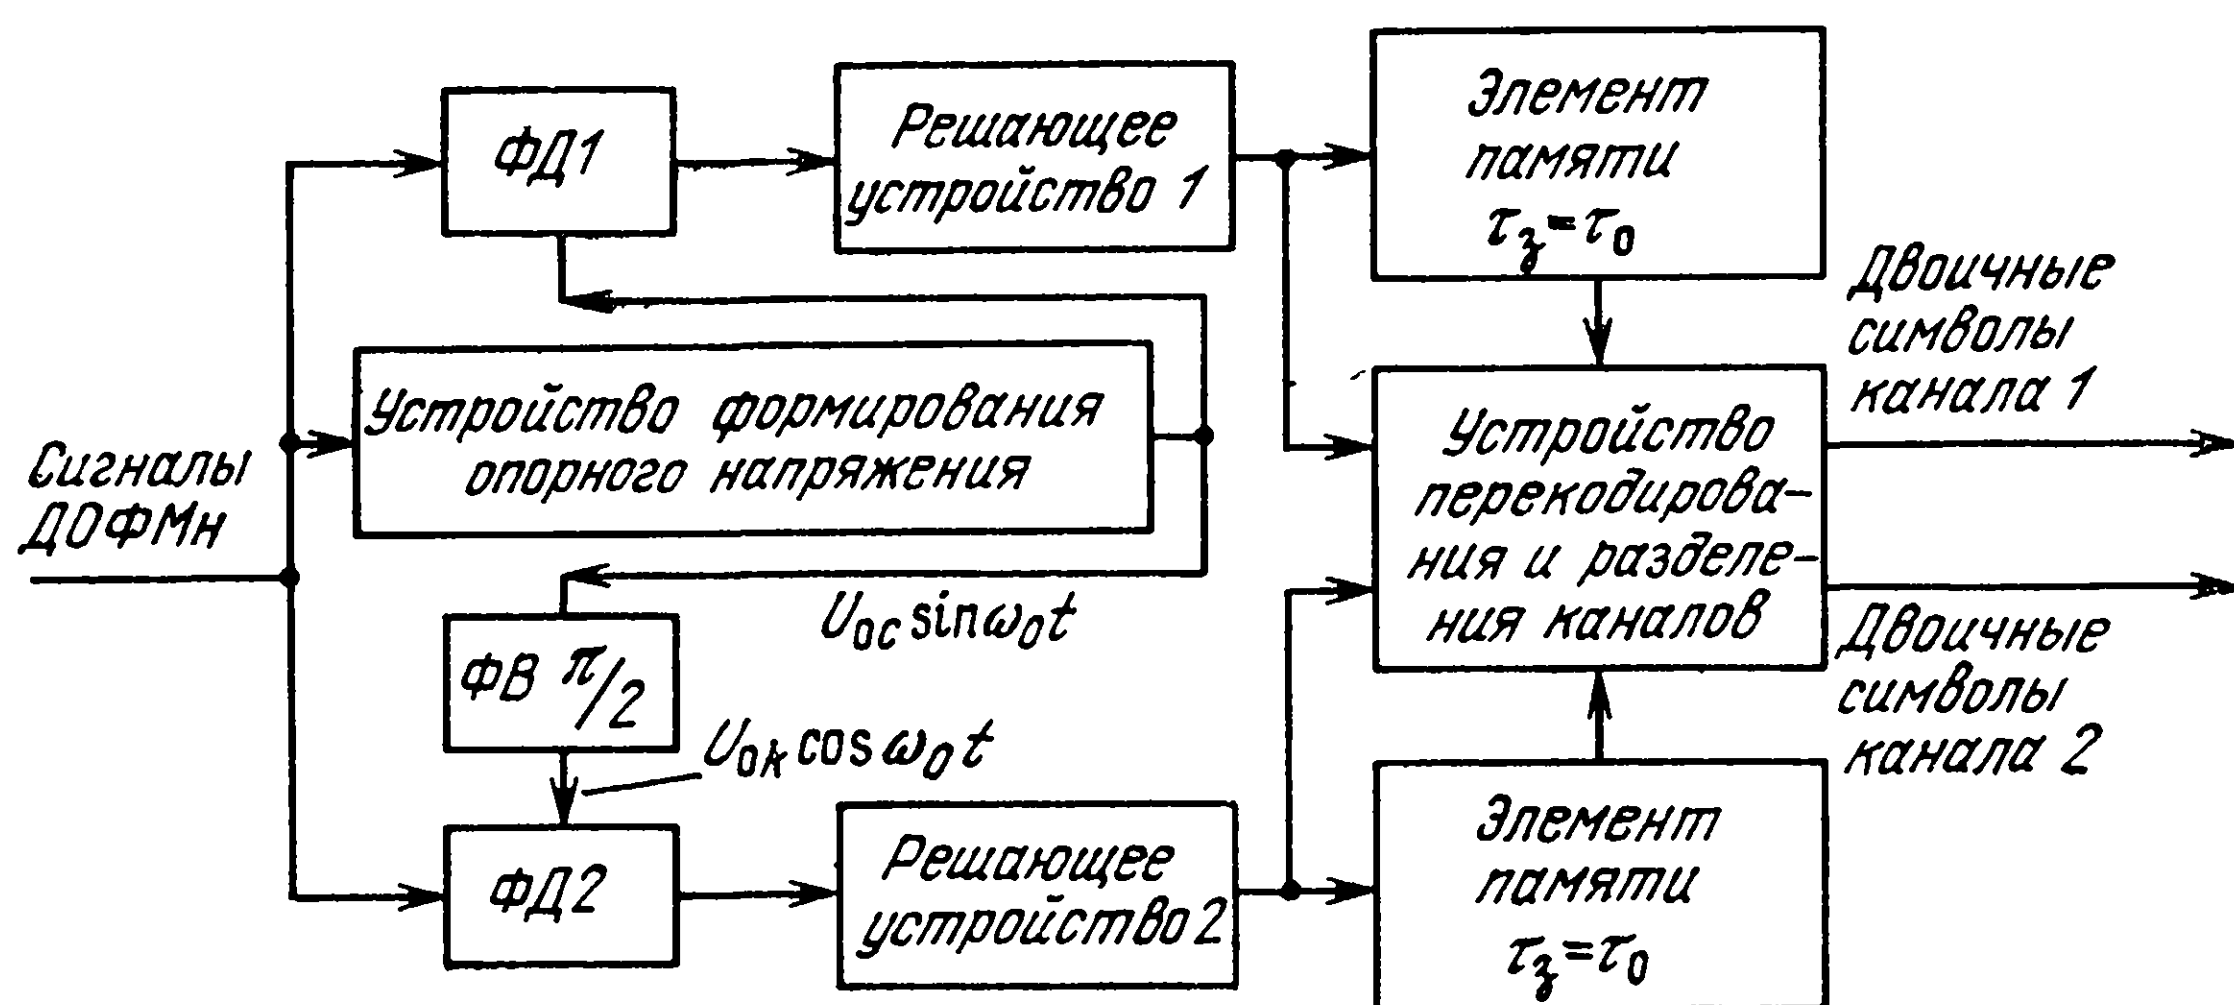 Сигналы
ДОФМн
ФД1
Решающее
устройство 1
Элемент
памяти
τз=τ0
Устройство формирования
опорного напряжения
Uос sinω0t
ФВ π/2
Uок cosω0t
ФД2
Решающее
устройство 2
Элемент
памяти
τз=τ0
Устройство
перекодирова-
ния и разделе-
ния каналов
Двоичные
символы
канала 1
Двоичные
символы
канала 2